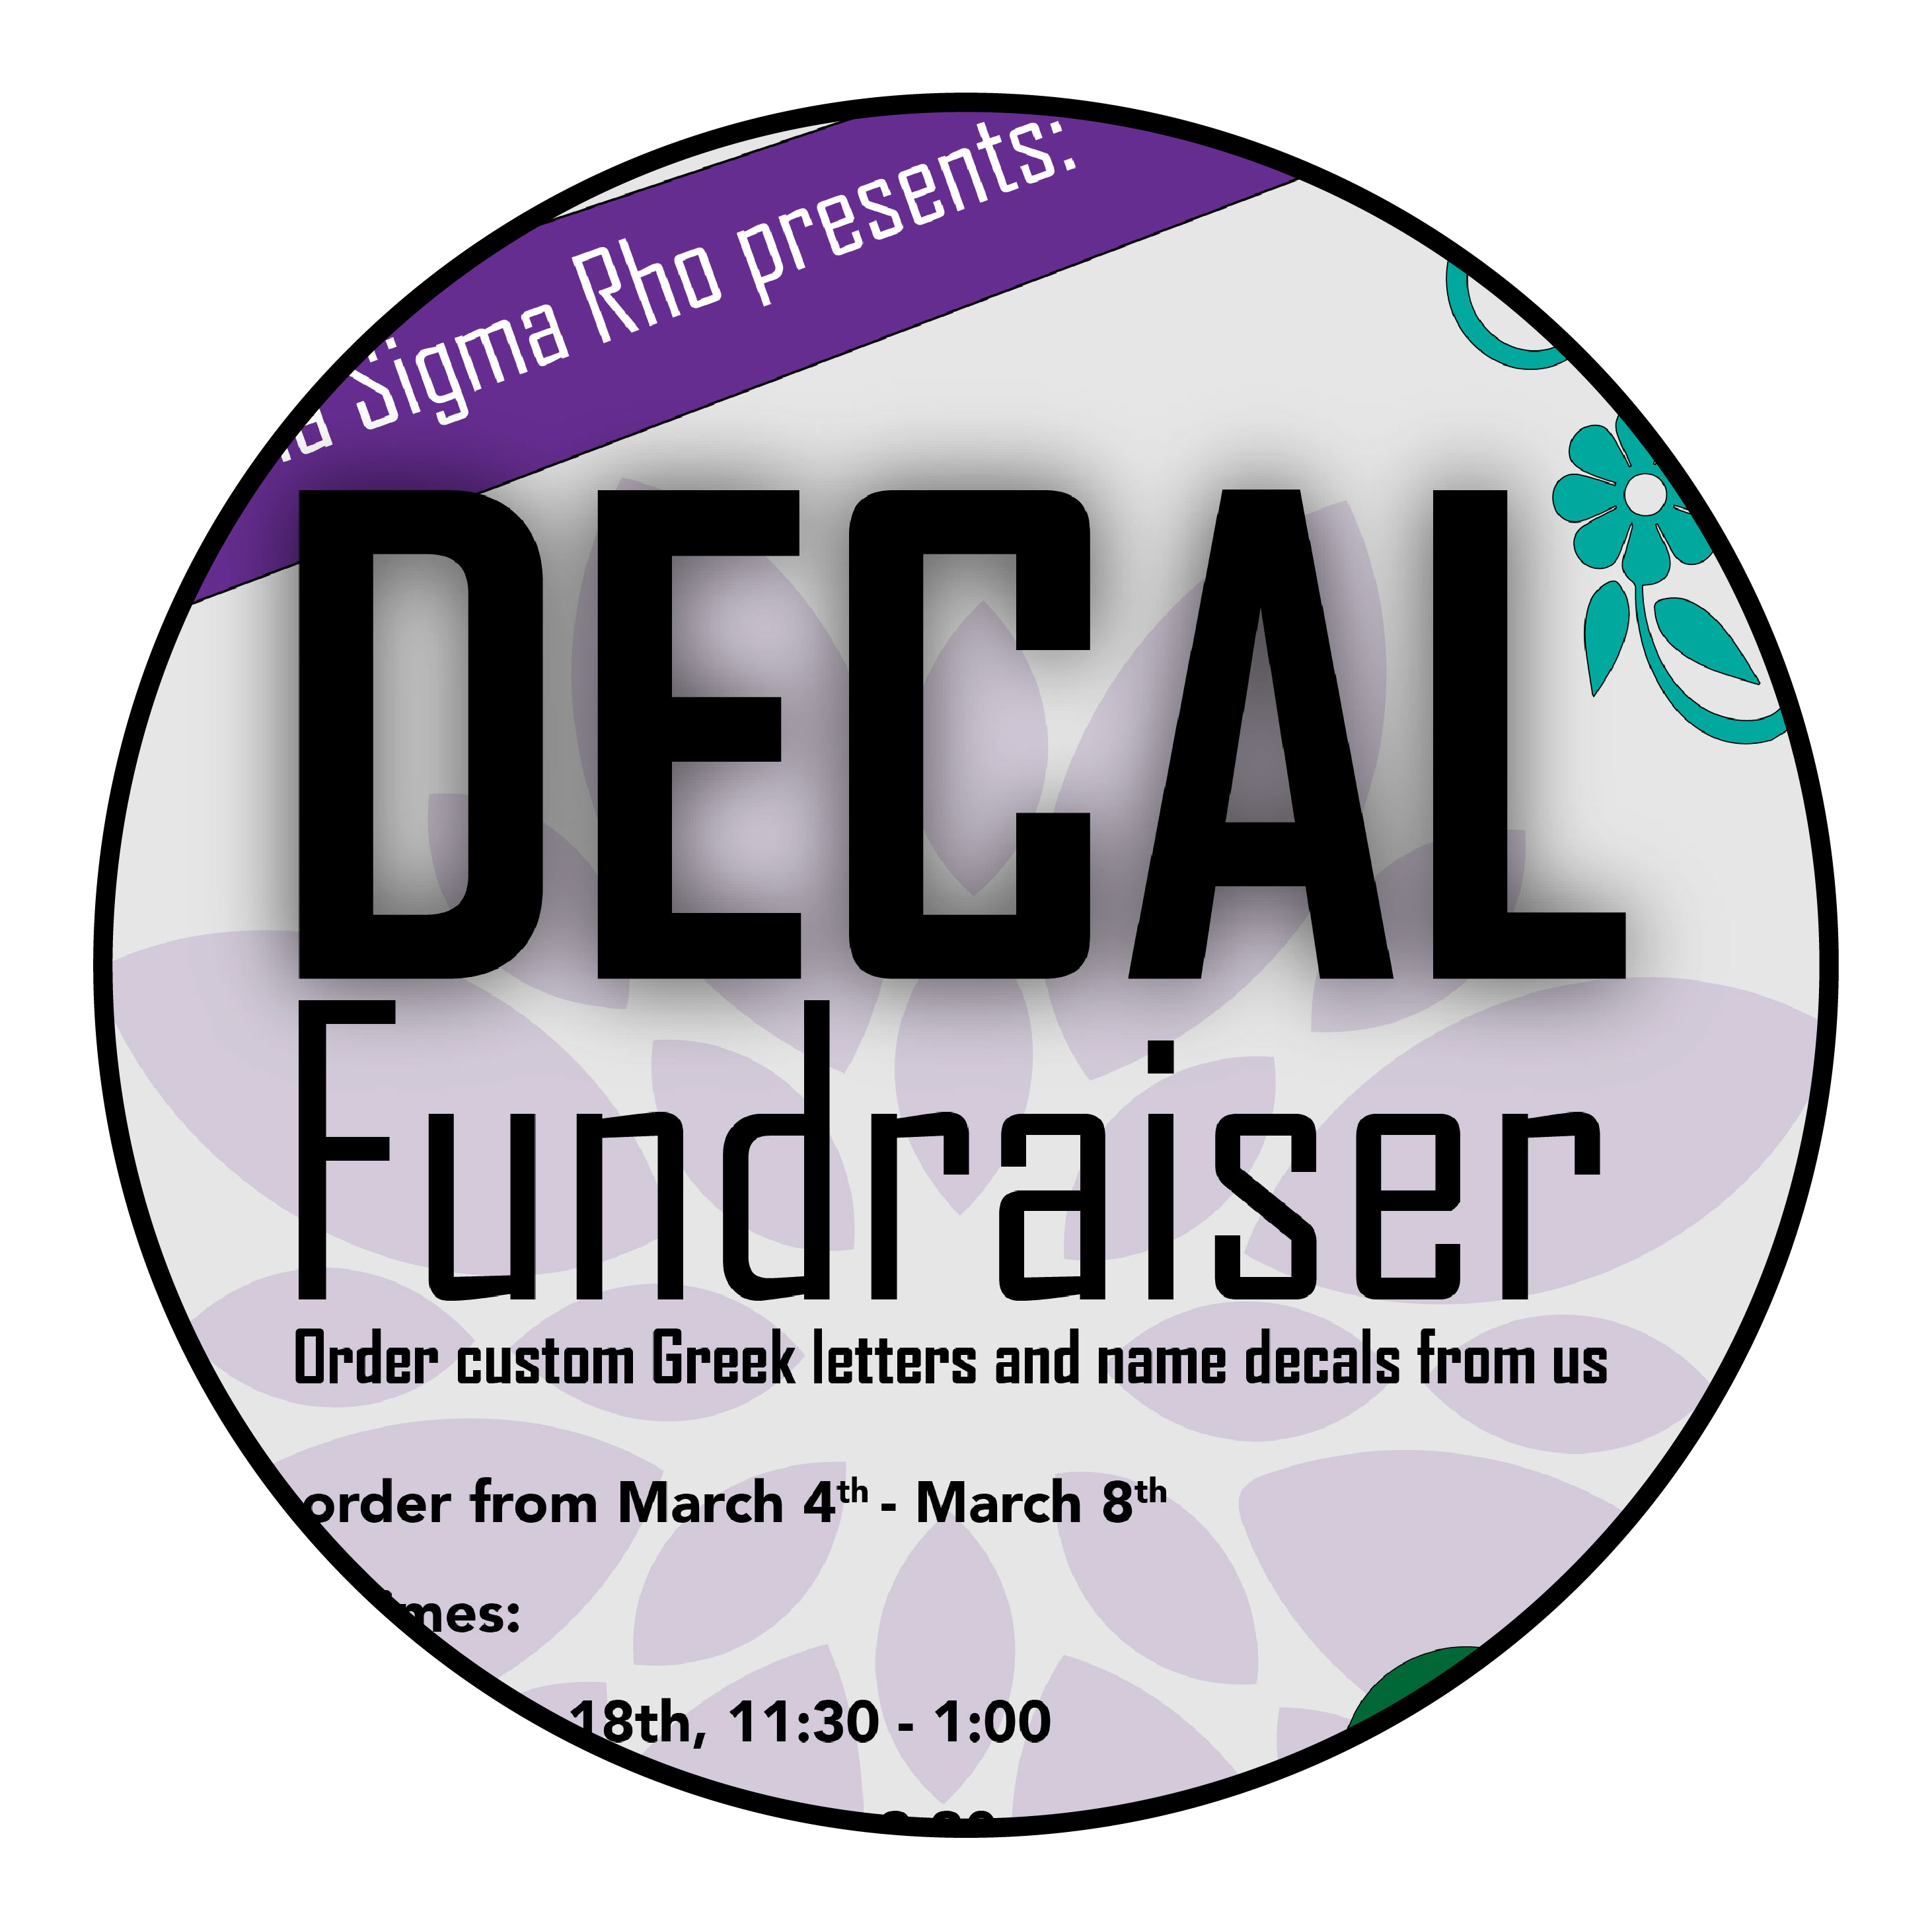 Sigma Rho presents:
DECAL
Fundraiser
Order custom Greek letters and name decals from us
order from March 4th - March 8th
18th, 11:30 - 1:00